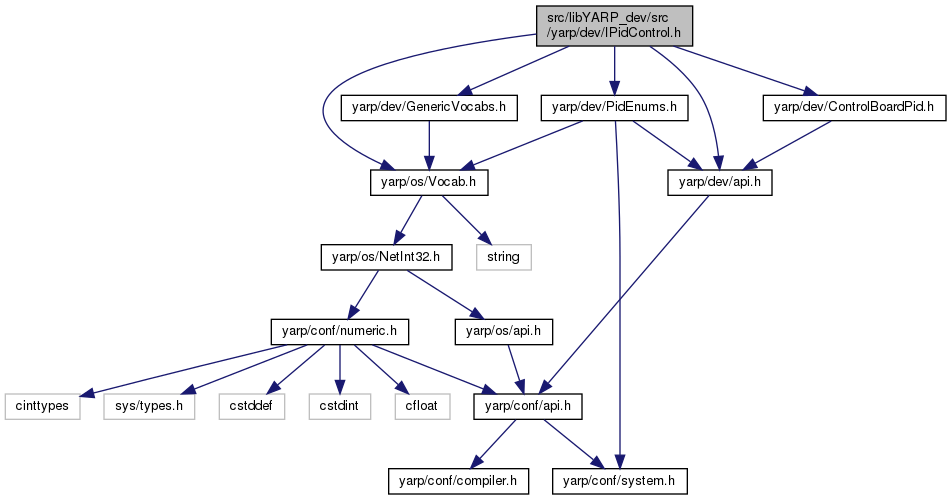 src/libYARP_dev/src
/yarp/dev/IPidControl.h
yarp/dev/GenericVocabs.h
yarp/dev/PidEnums.h
yarp/dev/ControlBoardPid.h
yarp/os/Vocab.h
yarp/dev/api.h
yarp/os/NetInt32.h
string
yarp/conf/numeric.h
yarp/os/api.h
cinttypes
sys/types.h
cstddef
cstdint
cfloat
yarp/conf/api.h
yarp/conf/compiler.h
yarp/conf/system.h